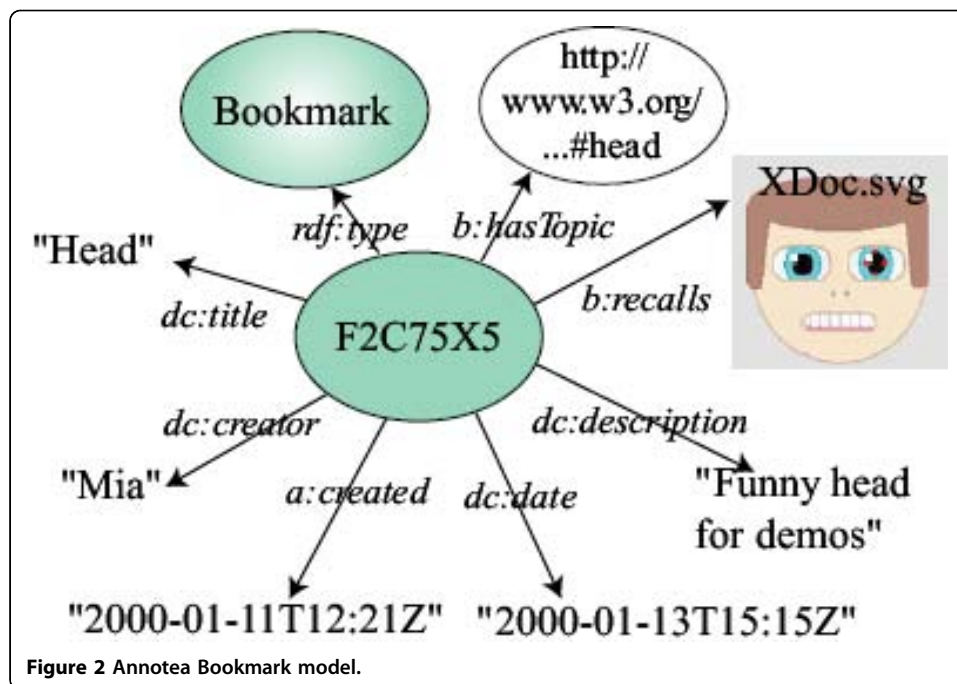 Bookmark
http://
www.w3.org/
...#head
XDoc.svg
rdf:type
b:hasTopic
"Head"
dc:title
b:recalls
F2C75X5
dc:creator
dc:description
"Mia"
a:created
dc:date
"Funny head
for demos"
"2000-01-11T12:21Z"
"2000-01-13T15:15Z"
Figure 2 Annotea Bookmark model.